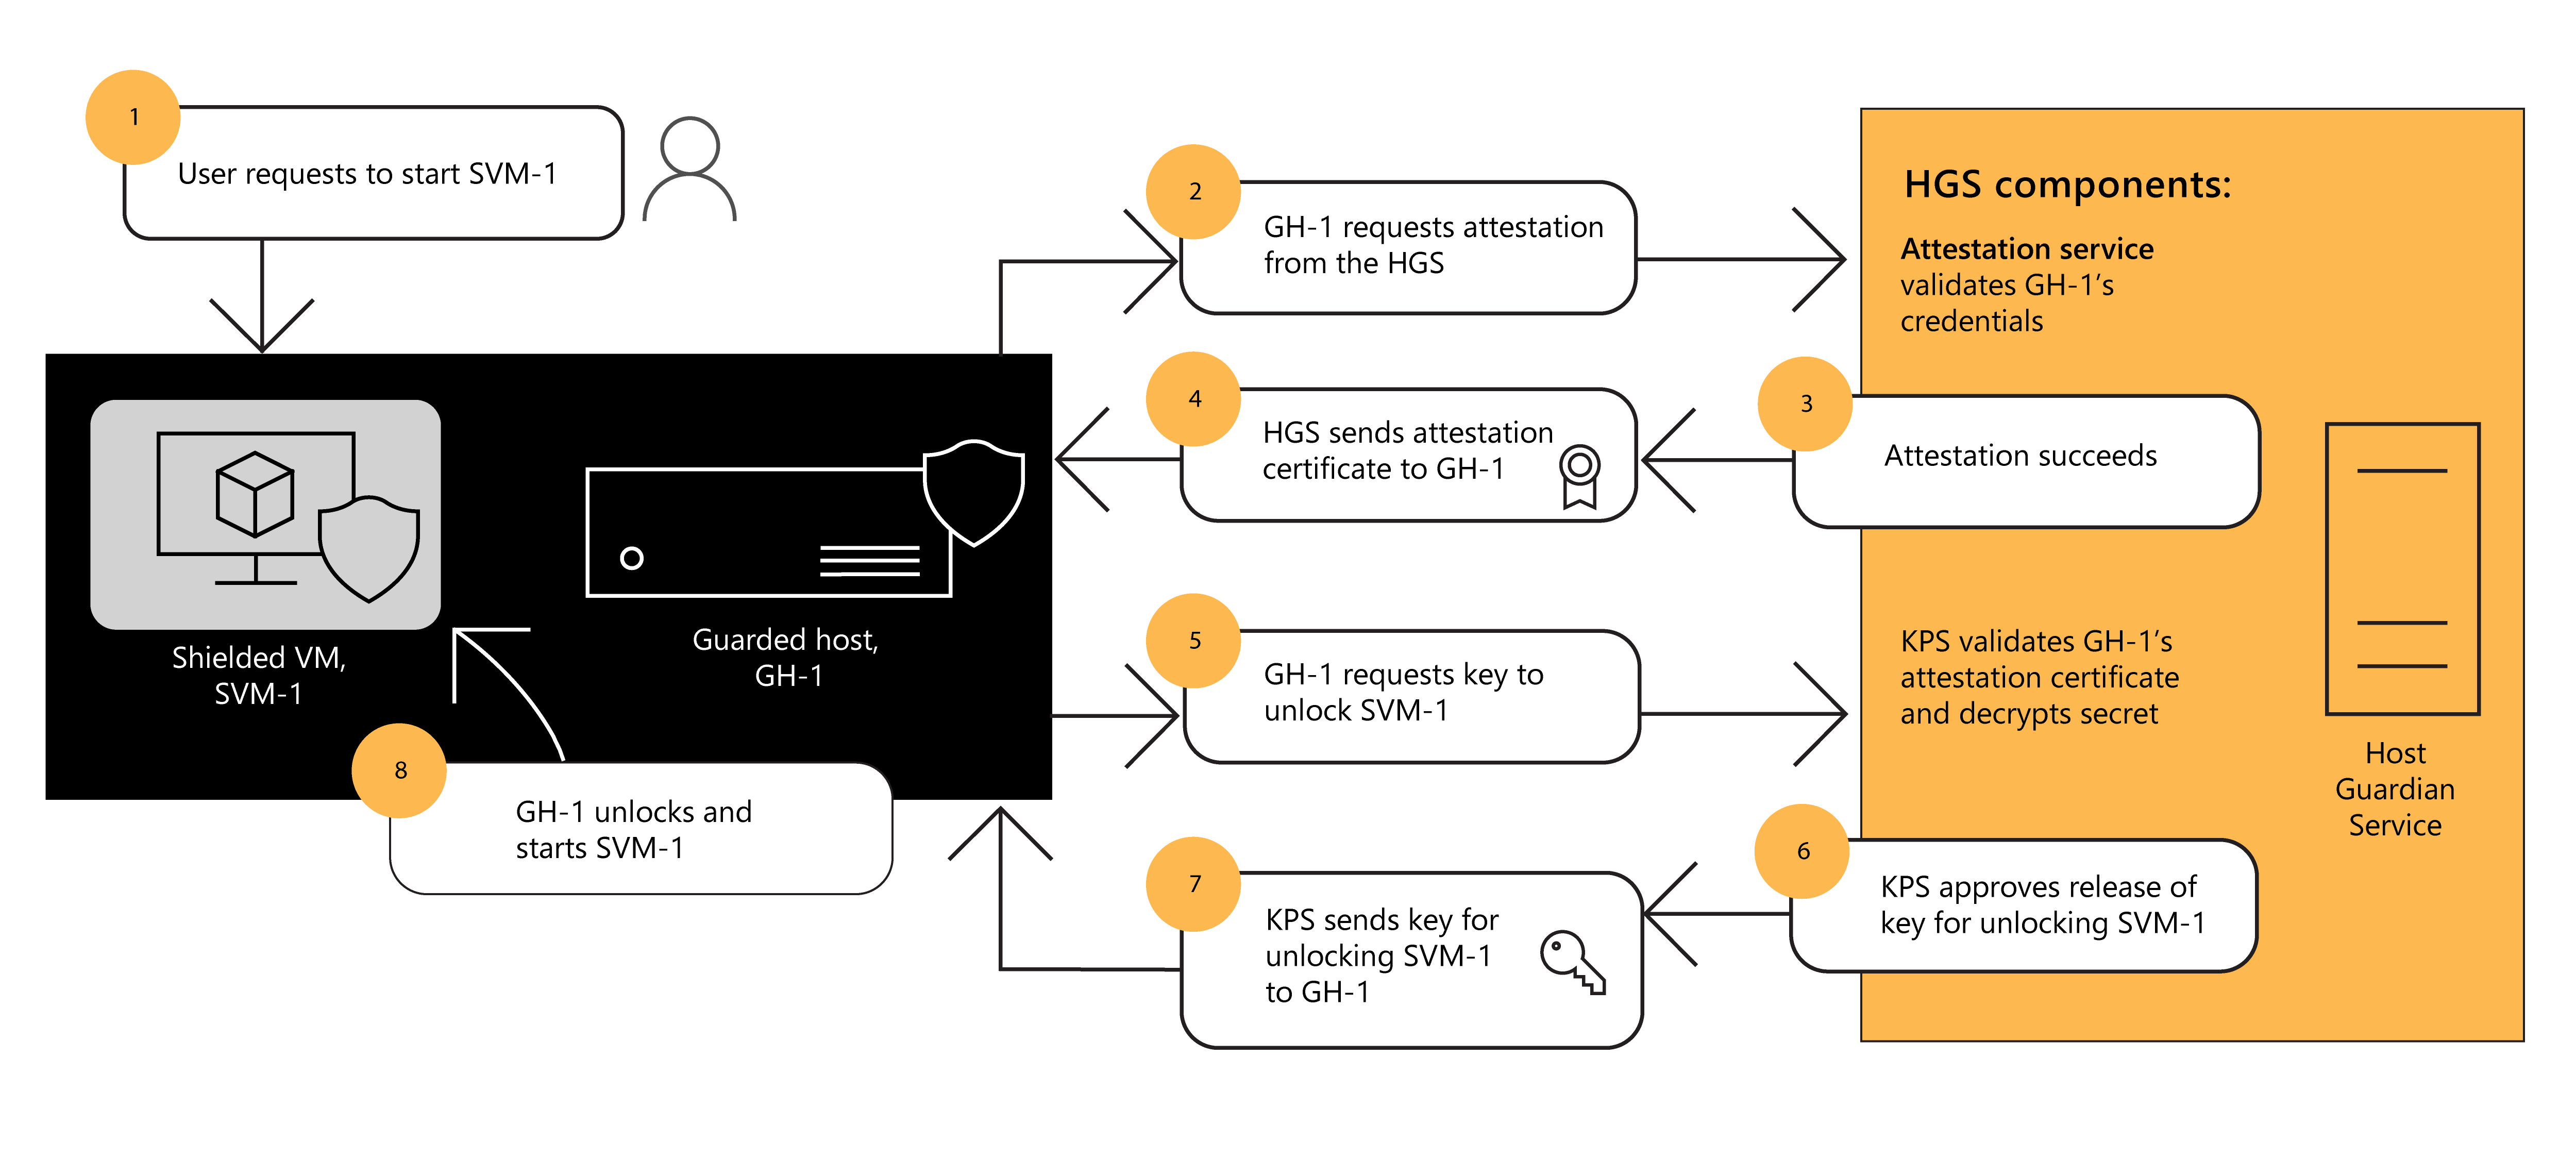 1
User requests to start SVM-1
2
GH-1 requests attestation
from the HGS
HGS components:
Attestation service
validates GH-1’s
credentials
3
Attestation succeeds
4
HGS sends attestation
certificate to GH-1
Shielded VM,
SVM-1
Guarded host,
GH-1
5
GH-1 requests key to
unlock SVM-1
KPS validates GH-1’s
attestation certificate
and decrypts secret
Host
Guardian
Service
6
KPS approves release of
key for unlocking SVM-1
7
KPS sends key for
unlocking SVM-1
to GH-1
8
GH-1 unlocks and
starts SVM-1